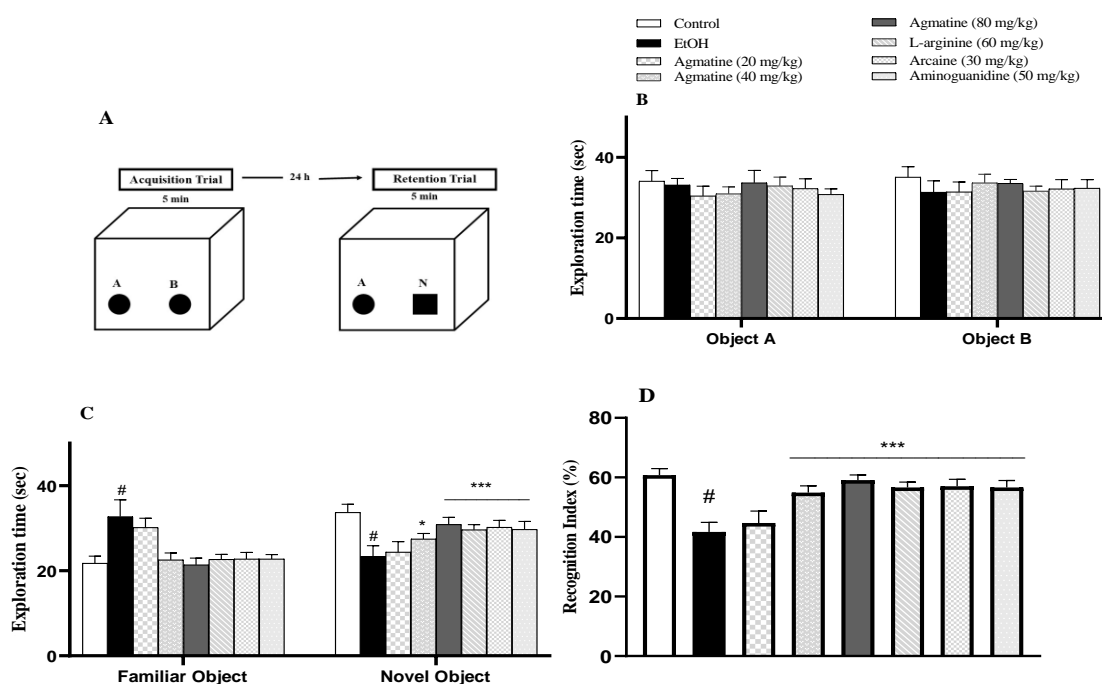 Control
EtOH
Agmatine (20 mg/kg)
Agmatine (40 mg/kg)
Agmatine (80 mg/kg)
L-arginine (60 mg/kg)
Arcaine (30 mg/kg)
Aminoguanidine (50 mg/kg)
A
Acquisition Trial
24 h
Retention Trial
5 min
5 min
A
B
A
N
B
Exploration time (sec)
40
20
0
Object A
Object B
C
Exploration time (sec)
40
20
0
#
#
*
***
Familiar Object
Novel Object
D
Recognition Index (%)
80
60
40
20
0
#
***